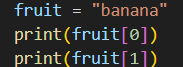 fruit = "banana"
print(fruit[0])
print(fruit[1])